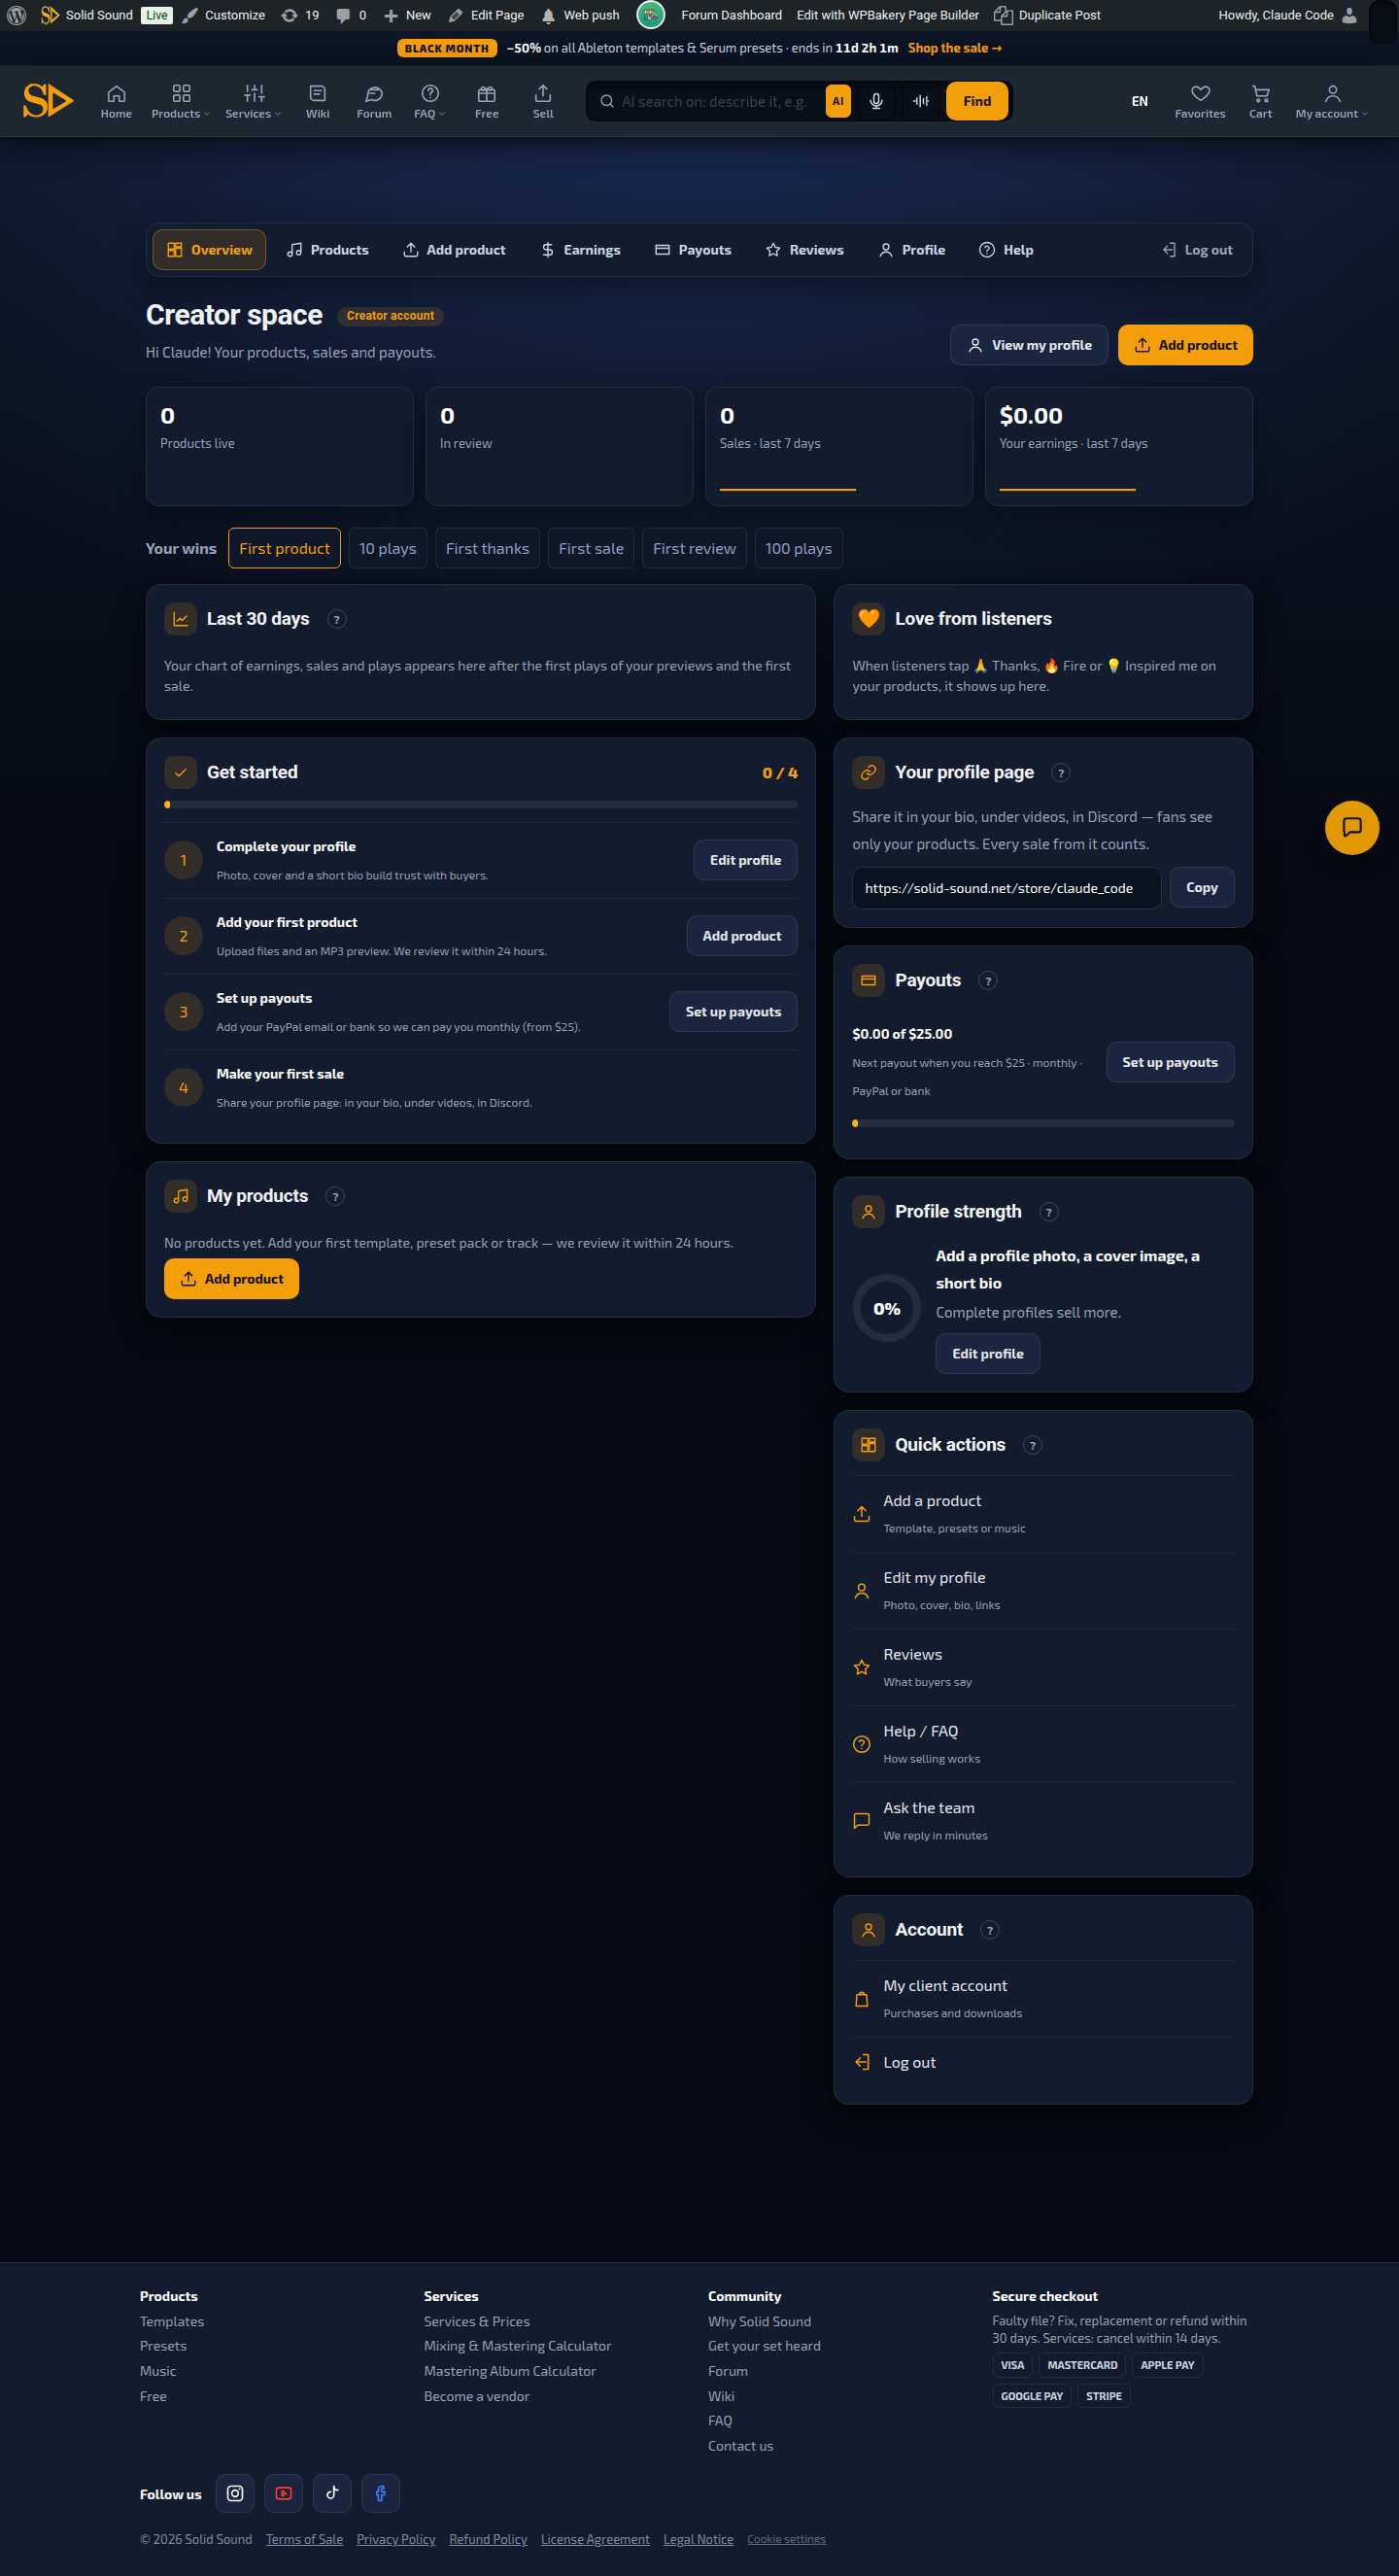 Solid Sound Live Customize 19 0 New Edit Page Web push Forum Dashboard Edit with WPBakery Page Builder Duplicate Post Howdy, Claude Code
BLACK MONTH −50% on all Ableton templates & Serum presets · ends in 11d 2h 1m Shop the sale →
Home Products Services Wiki Forum FAQ Free Sell AI search on: describe it, e.g. AI Find EN Favorites Cart My account
Overview Products Add product Earnings Payouts Reviews Profile Help Log out
Creator space Creator account
Hi Claude! Your products, sales and payouts.
View my profile Add product
0
Products live
0
In review
0
Sales · last 7 days
$0.00
Your earnings · last 7 days
Your wins First product 10 plays First thanks First sale First review 100 plays
Last 30 days ?
Your chart of earnings, sales and plays appears here after the first plays of your previews and the first
sale.
🧡 Love from listeners
When listeners tap 🙏 Thanks, 🔥 Fire or 💡 Inspired me on
your products, it shows up here.
Get started 0 / 4
1 Complete your profile
Photo, cover and a short bio build trust with buyers.
Edit profile
2 Add your first product
Upload files and an MP3 preview. We review it within 24 hours.
Add product
3 Set up payouts
Add your PayPal email or bank so we can pay you monthly (from $25).
Set up payouts
4 Make your first sale
Share your profile page: in your bio, under videos, in Discord.
My products ?
No products yet. Add your first template, preset pack or track — we review it within 24 hours.
Add product
Your profile page ?
Share it in your bio, under videos, in Discord — fans see
only your products. Every sale from it counts.
https://solid-sound.net/store/claude_code Copy
Payouts ?
$0.00 of $25.00
Next payout when you reach $25 · monthly ·
PayPal or bank
Set up payouts
Profile strength ?
0%
Add a profile photo, a cover image, a
short bio
Complete profiles sell more.
Edit profile
Quick actions ?
Add a product
Template, presets or music
Edit my profile
Photo, cover, bio, links
Reviews
What buyers say
Help / FAQ
How selling works
Ask the team
We reply in minutes
Account ?
My client account
Purchases and downloads
Log out
Products
Templates
Presets
Music
Free
Services
Services & Prices
Mixing & Mastering Calculator
Mastering Album Calculator
Become a vendor
Community
Why Solid Sound
Get your set heard
Forum
Wiki
FAQ
Contact us
Secure checkout
Faulty file? Fix, replacement or refund within
30 days. Services: cancel within 14 days.
VISA MASTERCARD APPLE PAY
GOOGLE PAY STRIPE
Follow us
© 2026 Solid Sound Terms of Sale Privacy Policy Refund Policy License Agreement Legal Notice Cookie settings